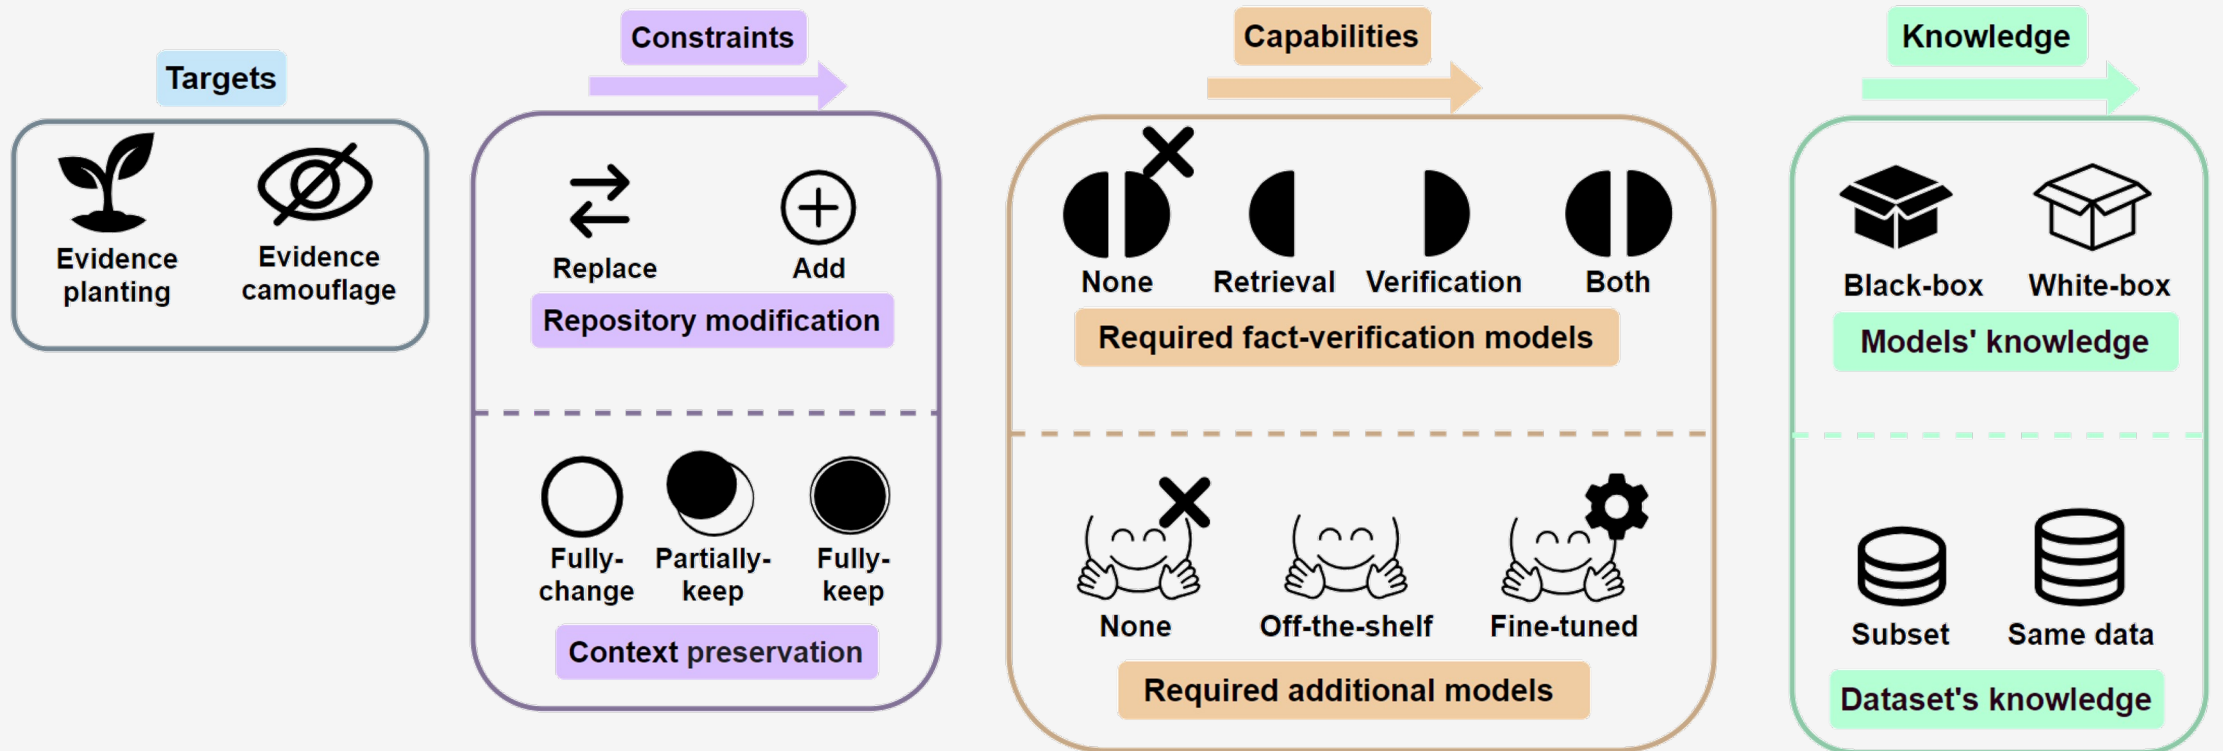 Targets
Evidence
planting
Evidence
camouflage
Constraints
Replace
Add
Repository modification
Fully-
change
Partially-
keep
Fully-
keep
Context preservation
Capabilities
None
Retrieval
Verification
Both
Required fact-verification models
None
Off-the-shelf
Fine-tuned
Required additional models
Knowledge
Black-box
White-box
Models' knowledge
Subset
Same data
Dataset's knowledge